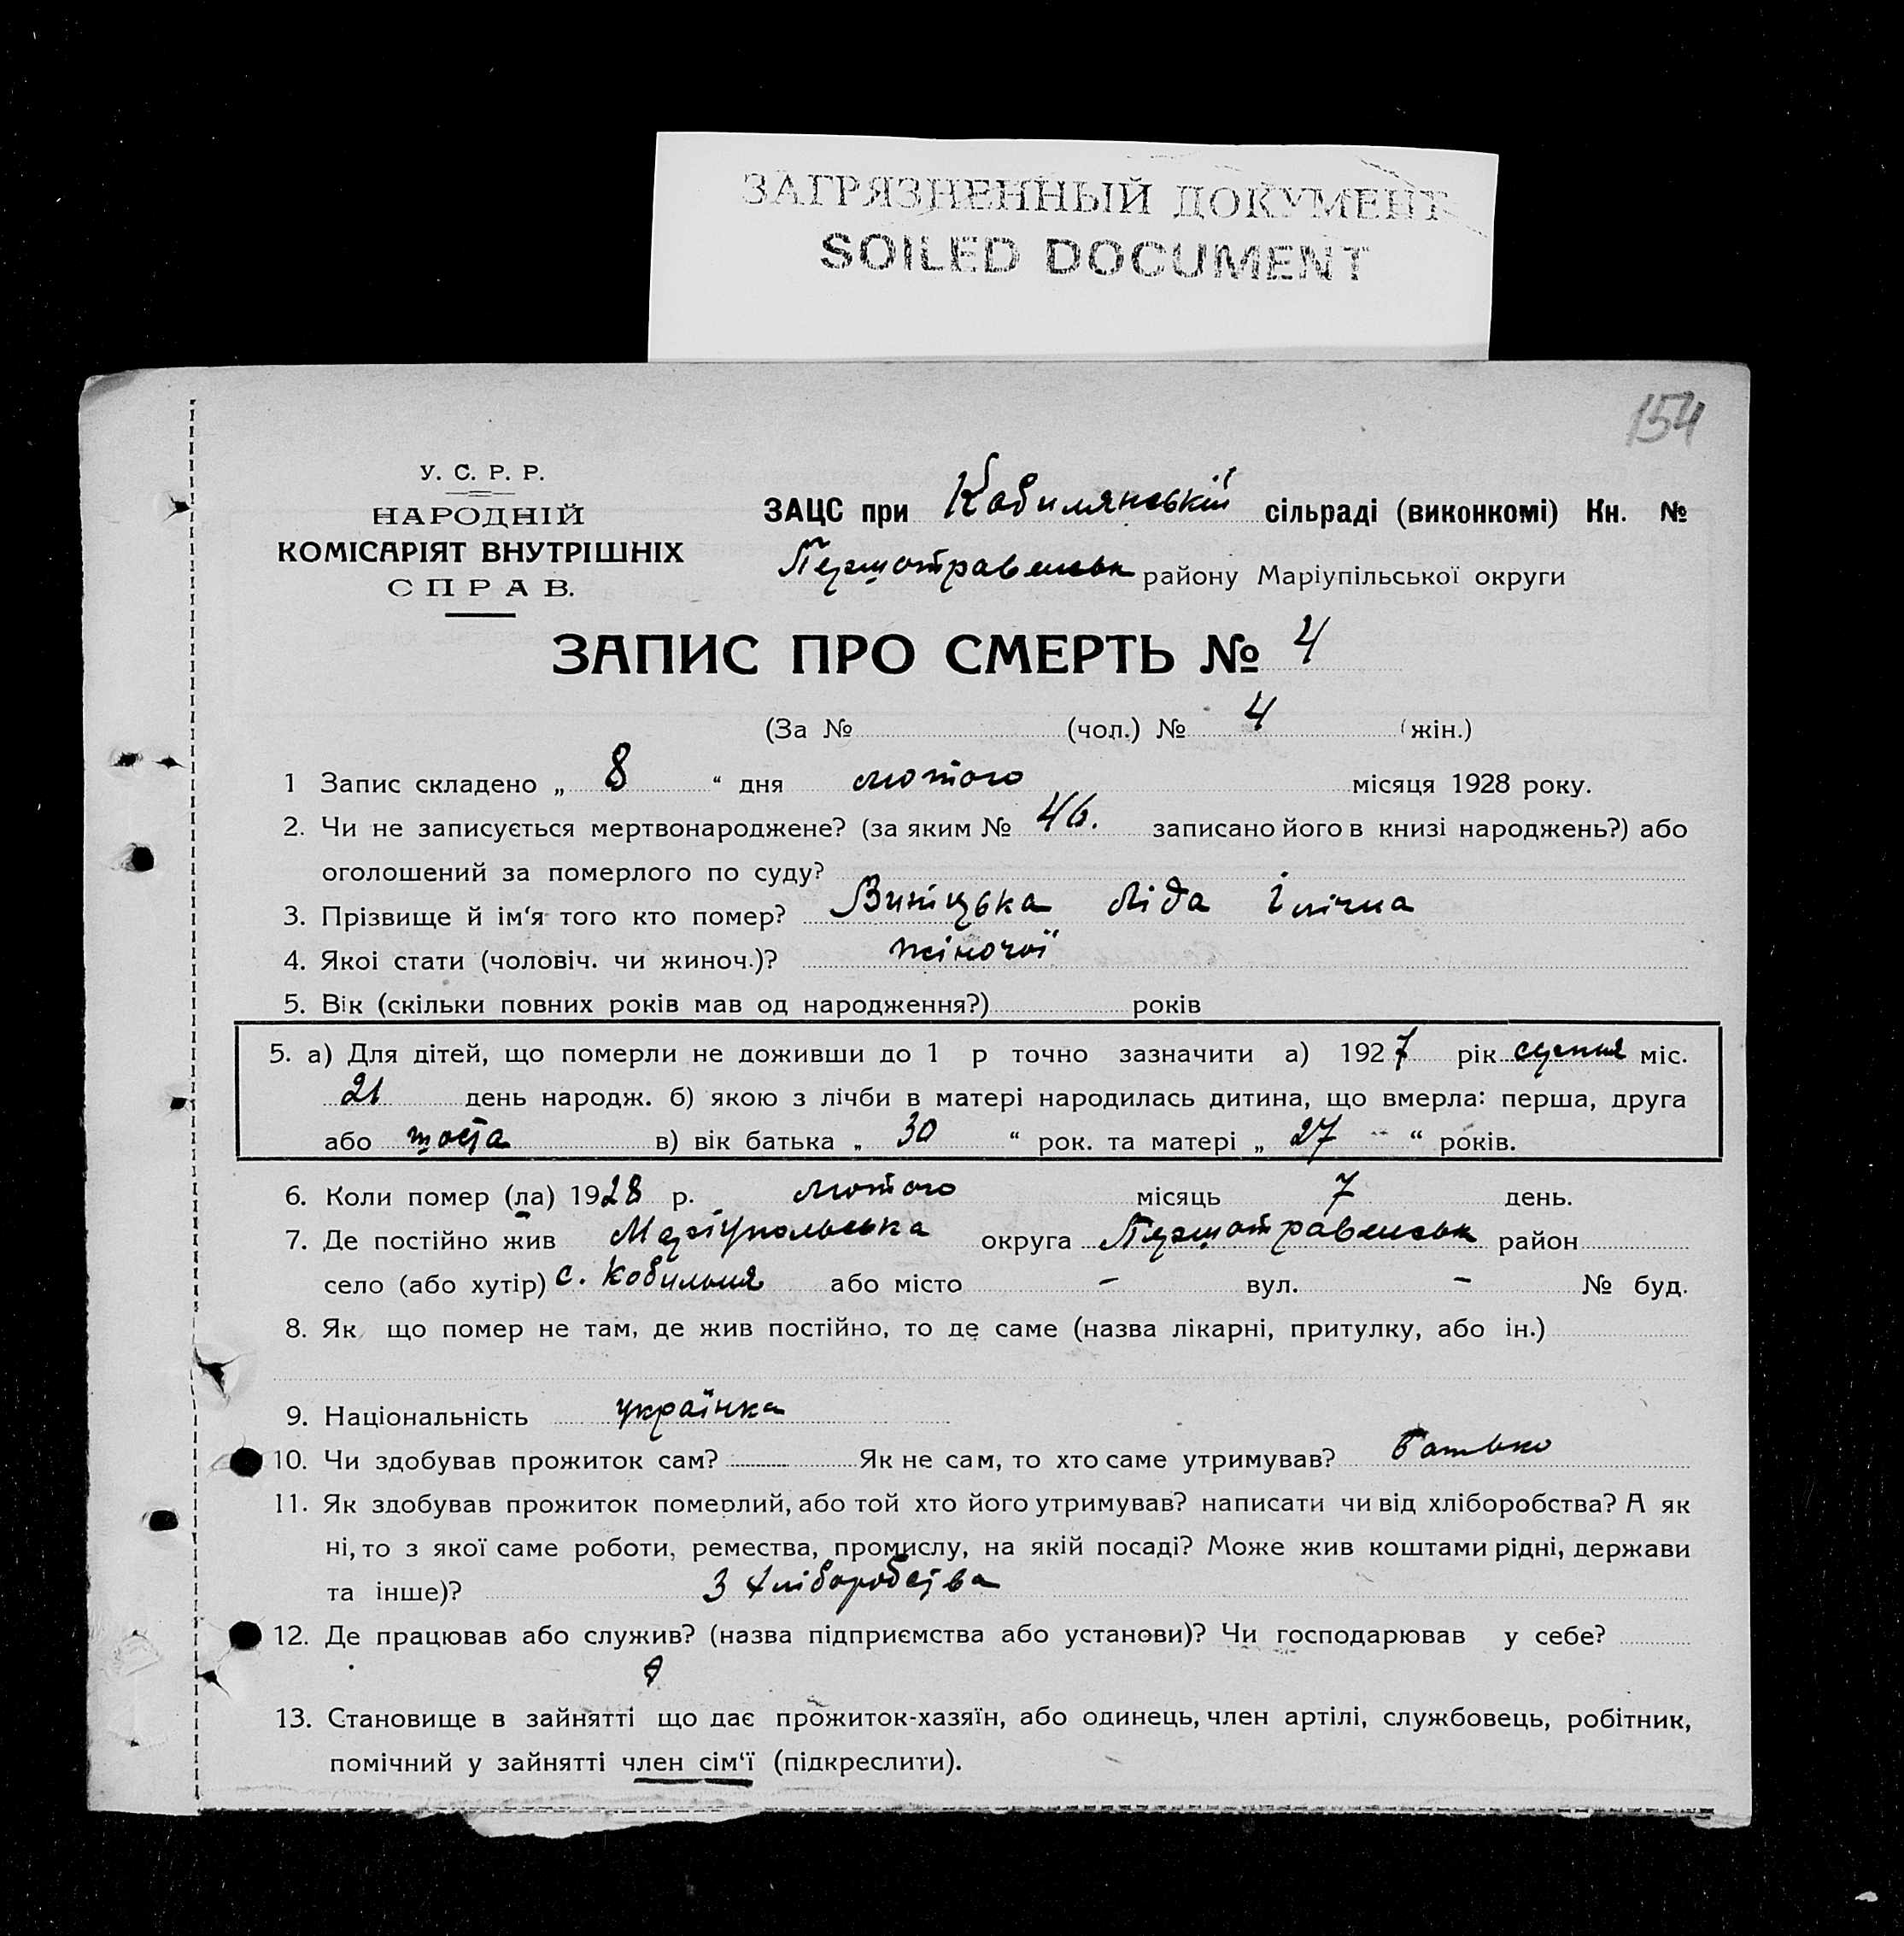 ЗАГРЯЗНЕННЫЙ ДОКУМЕНТ
SOILED DOCUMENT
154
У. С. Р. Р.
НАРОДНІЙ
КОМІСАРІЯТ ВНУТРІШНІХ
СПРАВ.
ЗАЦС при Кобилянській сільраді (виконкомі) Кн. №
Першотравенськ району Маріупільської округи
ЗАПИС ПРО СМЕРТЬ № 4
(За № (чол.) № 4 (жін.)
1 Запис складено „ 8 “ дня лютого місяця 1928 року.
2. Чи не записується мертвонароджене? (за яким № 46. записано його в книзі народжень?) або
оголошений за померлого по суду?
3. Прізвище й ім‘я того кто помер? Вініцька Ліда Ілічна
4. Якоі стати (чоловіч. чи жиноч.)? жіночої
5. Вік (скільки повних років мав од народження?) років
5. а) Для дітей, що померли не доживши до 1 р точно зазначити а) 1927 рік серпня міс.
21 день народж. б) якою з лічби в матері народилась дитина, що вмерла: перша, друга
або шоста в) вік батька „ 30 “ рок. та матері „ 27 “ років.
6. Коли помер (ла) 1928 р. лютого місяць 7 день.
7. Де постійно жив Маріупольська округа Першотравенськ район
село (або хутір) с. Кобильня або місто – вул. – № буд.
8. Як що помер не там, де жив постійно, то де саме (назва лікарні, притулку, або ін.)
9. Національність українка
10. Чи здобував прожиток сам? Як не сам, то хто саме утримував? батько
11. Як здобував прожиток померлий, або той хто його утримував? написати чи від хліборобства? А як
ні, то з якої саме роботи, ремества, промислу, на якій посаді? Може жив коштами рідні, держави
та інше)? З хліборобства
12. Де працював або служив? (назва підприємства або установи)? Чи господарював у себе?
13. Становище в зайнятті що дає прожиток-хазяїн, або одинець, член артілі, службовець, робітник,
помічний у зайнятті член сім‘ї (підкреслити).